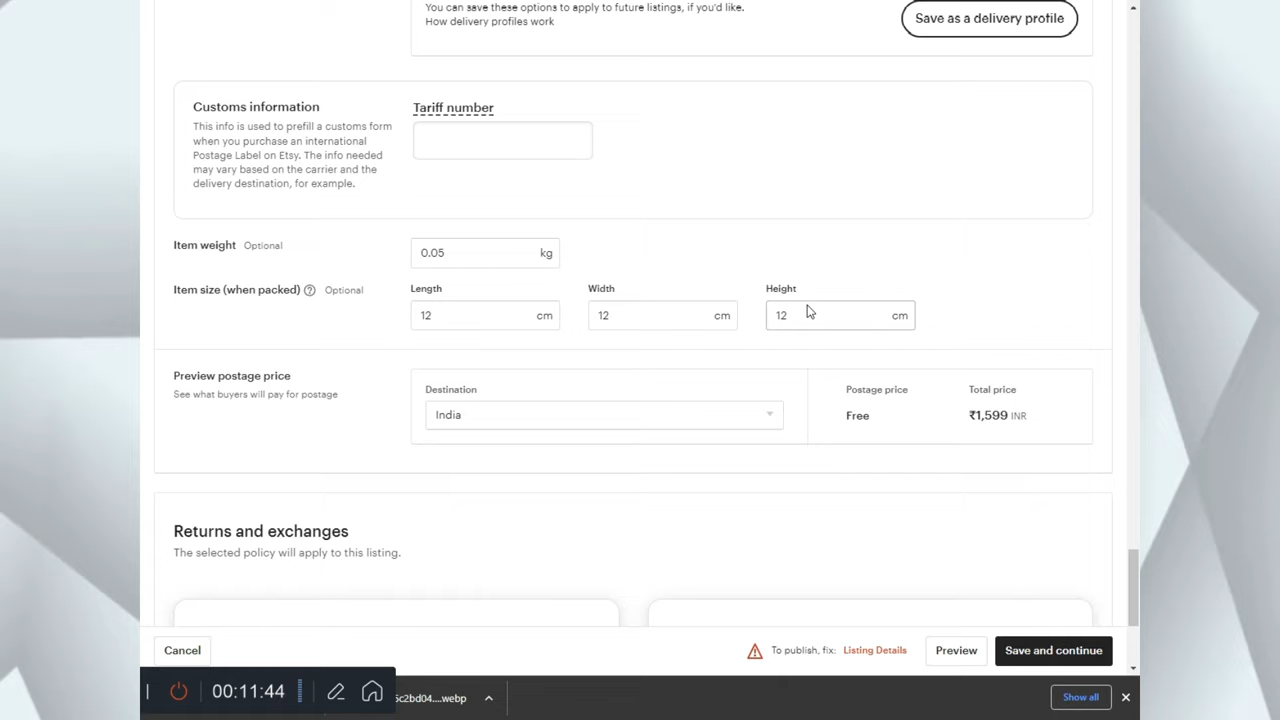 You can save these options to apply to future listings, if you'd like.
How delivery profiles work
Save as a delivery profile
Customs information
This info is used to prefill a customs form
when you purchase an international
Postage Label on Etsy. The info needed
may vary based on the carrier and the
delivery destination, for example.
Tariff number
Item weight Optional
0.05 kg
Item size (when packed) ? Optional
Length
Width
Height
12 cm
12 cm
12 cm
Preview postage price
See what buyers will pay for postage
Destination
India
Postage price
Free
Total price
₹1,599 INR
Returns and exchanges
The selected policy will apply to this listing.
Cancel
To publish, fix: Listing Details
Preview
Save and continue
00:11:44
5c2bd04....webp
Show all